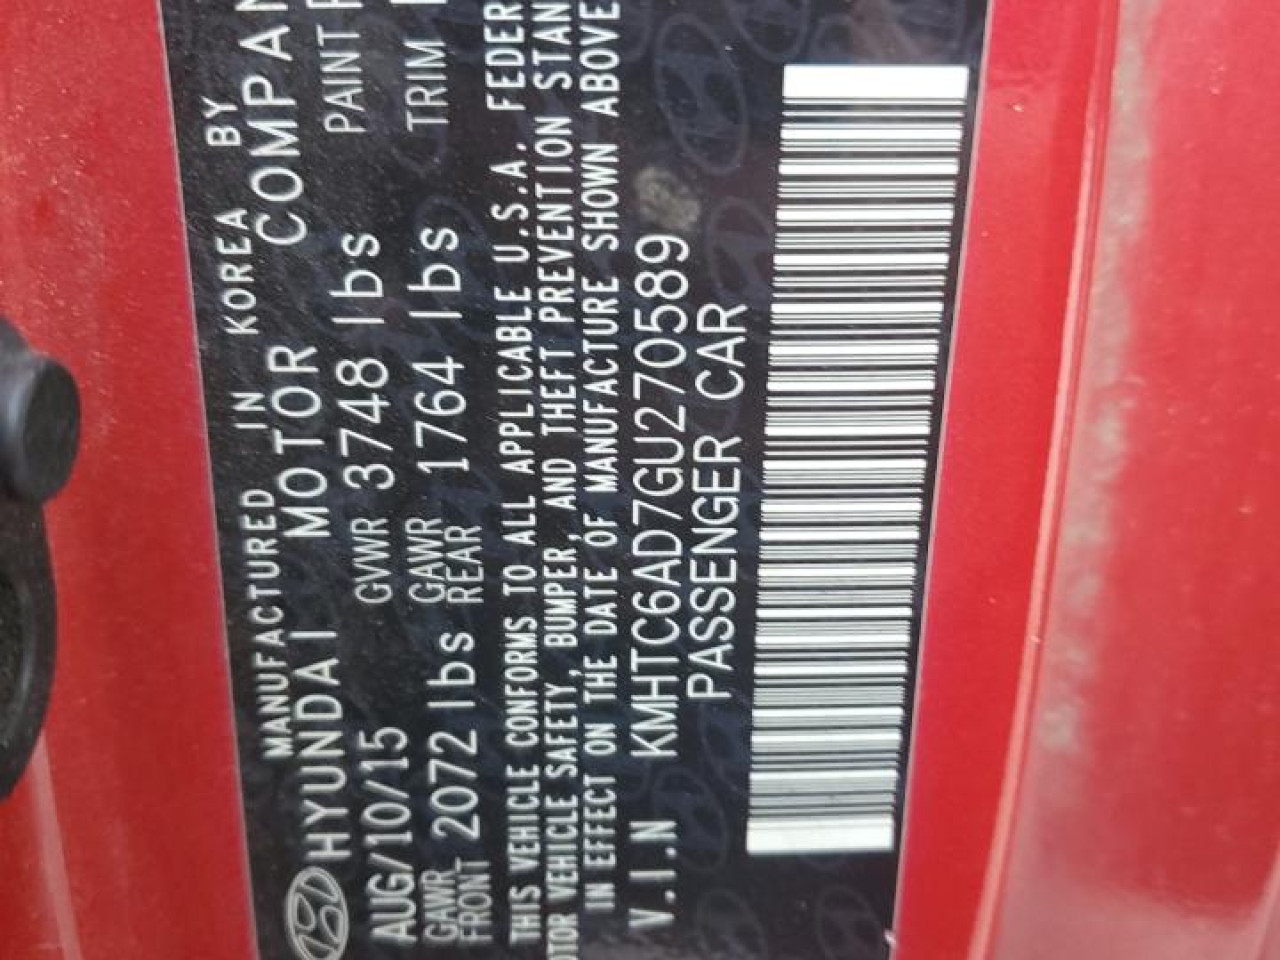 MANUFACTURED IN KOREA BY
HYUNDAI MOTOR COMPAN
AUG/10/15 GVWR 3748 lbs PAINT
GAWR FRONT 2072 lbs GAWR REAR 1764 lbs TRIM
THIS VEHICLE CONFORMS TO ALL APPLICABLE U.S.A. FEDER
OTOR VEHICLE SAFETY, BUMPER, AND THEFT PREVENTION STAN
IN EFFECT ON THE DATE OF MANUFACTURE SHOWN ABOVE
V.I.N KMHTC6AD7GU270589
PASSENGER CAR